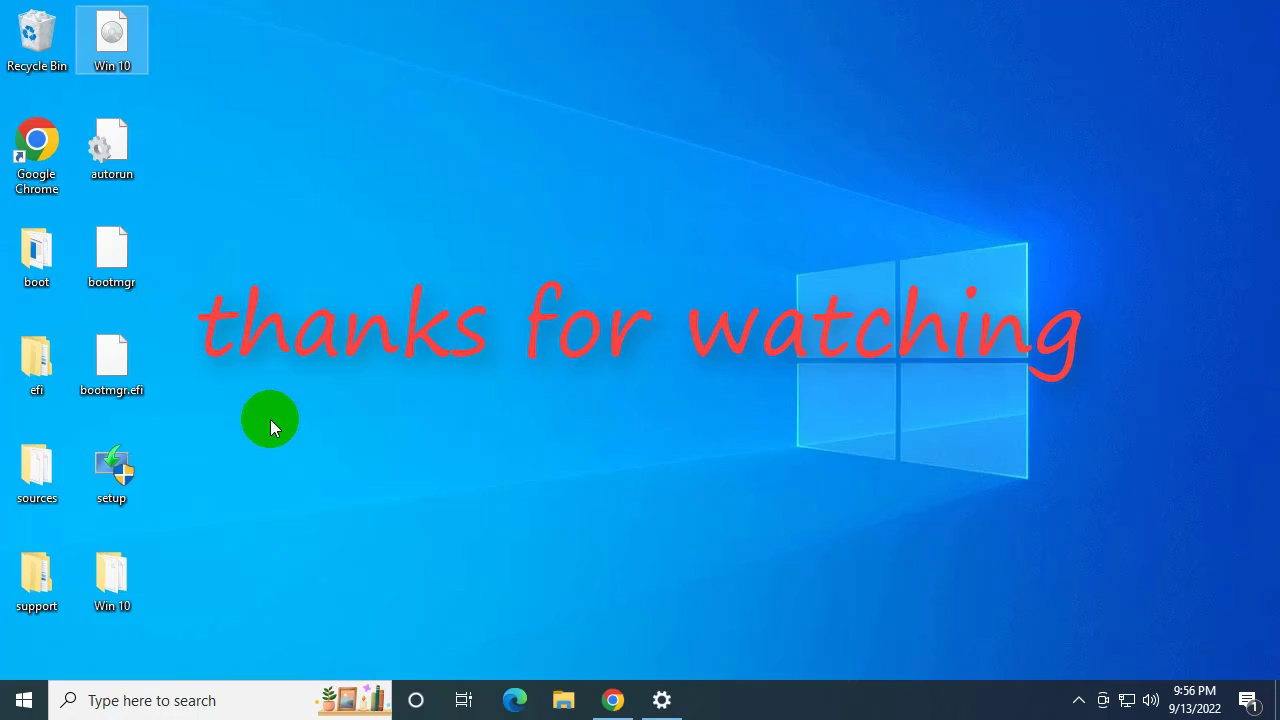 Recycle Bin
Win 10
Google
Chrome
autorun
boot
bootmgr
thanks for watching
efi
bootmgr.efi
sources
setup
support
Win 10
Type here to search
9:56 PM
9/13/2022
1